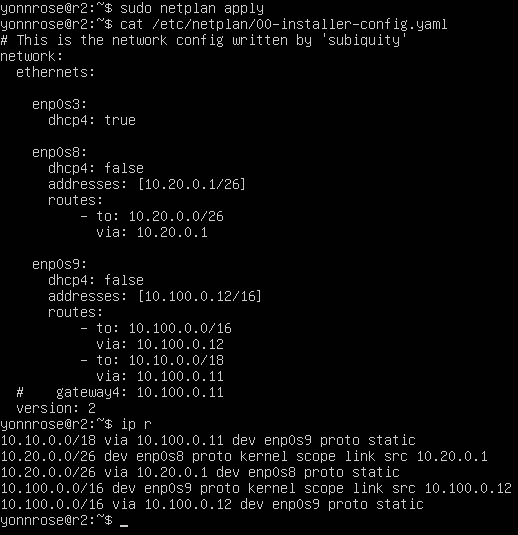 yonnrose@r2:~$ sudo netplan apply
yonnrose@r2:~$ cat /etc/netplan/00-installer-config.yaml
# This is the network config written by 'subiquity'
network:
  ethernets:

    enp0s3:
      dhcp4: true

    enp0s8:
      dhcp4: false
      addresses: [10.20.0.1/26]
      routes:
          - to: 10.20.0.0/26
            via: 10.20.0.1

    enp0s9:
      dhcp4: false
      addresses: [10.100.0.12/16]
      routes:
          - to: 10.100.0.0/16
            via: 10.100.0.12
          - to: 10.10.0.0/18
            via: 10.100.0.11
  #    gateway4: 10.100.0.11
  version: 2
yonnrose@r2:~$ ip r
10.10.0.0/18 via 10.100.0.11 dev enp0s9 proto static
10.20.0.0/26 dev enp0s8 proto kernel scope link src 10.20.0.1
10.20.0.0/26 via 10.20.0.1 dev enp0s8 proto static
10.100.0.0/16 dev enp0s9 proto kernel scope link src 10.100.0.12
10.100.0.0/16 via 10.100.0.12 dev enp0s9 proto static
yonnrose@r2:~$ _